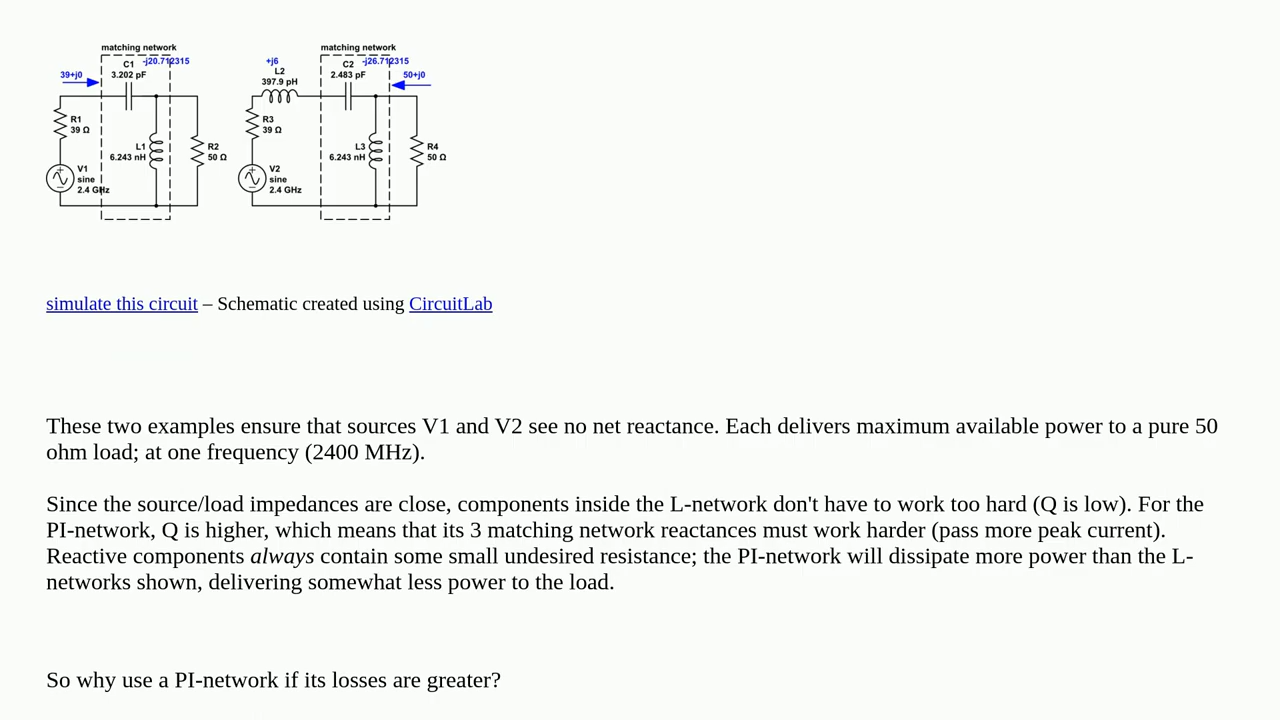 matching network
C1
-j20.712315
3.202 pF
39+j0
R1
39 Ω
L1
6.243 nH
R2
50 Ω
V1
sine
2.4 GHz
matching network
+j6
L2
397.9 pH
C2
-j26.712315
2.483 pF
50+j0
R3
39 Ω
L3
6.243 nH
R4
50 Ω
V2
sine
2.4 GHz
simulate this circuit – Schematic created using CircuitLab
These two examples ensure that sources V1 and V2 see no net reactance. Each delivers maximum available power to a pure 50
ohm load; at one frequency (2400 MHz).
Since the source/load impedances are close, components inside the L-network don't have to work too hard (Q is low). For the
PI-network, Q is higher, which means that its 3 matching network reactances must work harder (pass more peak current).
Reactive components always contain some small undesired resistance; the PI-network will dissipate more power than the L-
networks shown, delivering somewhat less power to the load.
So why use a PI-network if its losses are greater?